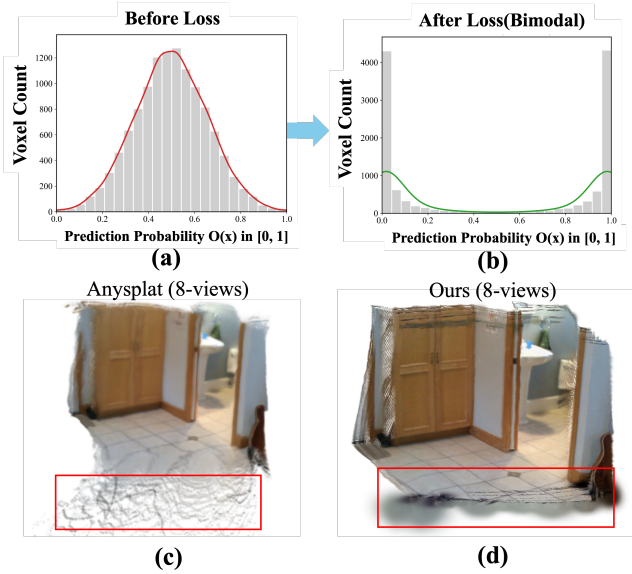 Before Loss
After Loss(Bimodal)
Voxel Count
1200
1000
800
600
400
200
0
0.0 0.2 0.4 0.6 0.8 1.0
Prediction Probability O(x) in [0, 1]
(a)
Voxel Count
4000
3000
2000
1000
0
0.2 0.4 0.6 0.8 1.0
Prediction Probability O(x) in [0, 1]
(b)
Anysplat (8-views)
Ours (8-views)
(c)
(d)